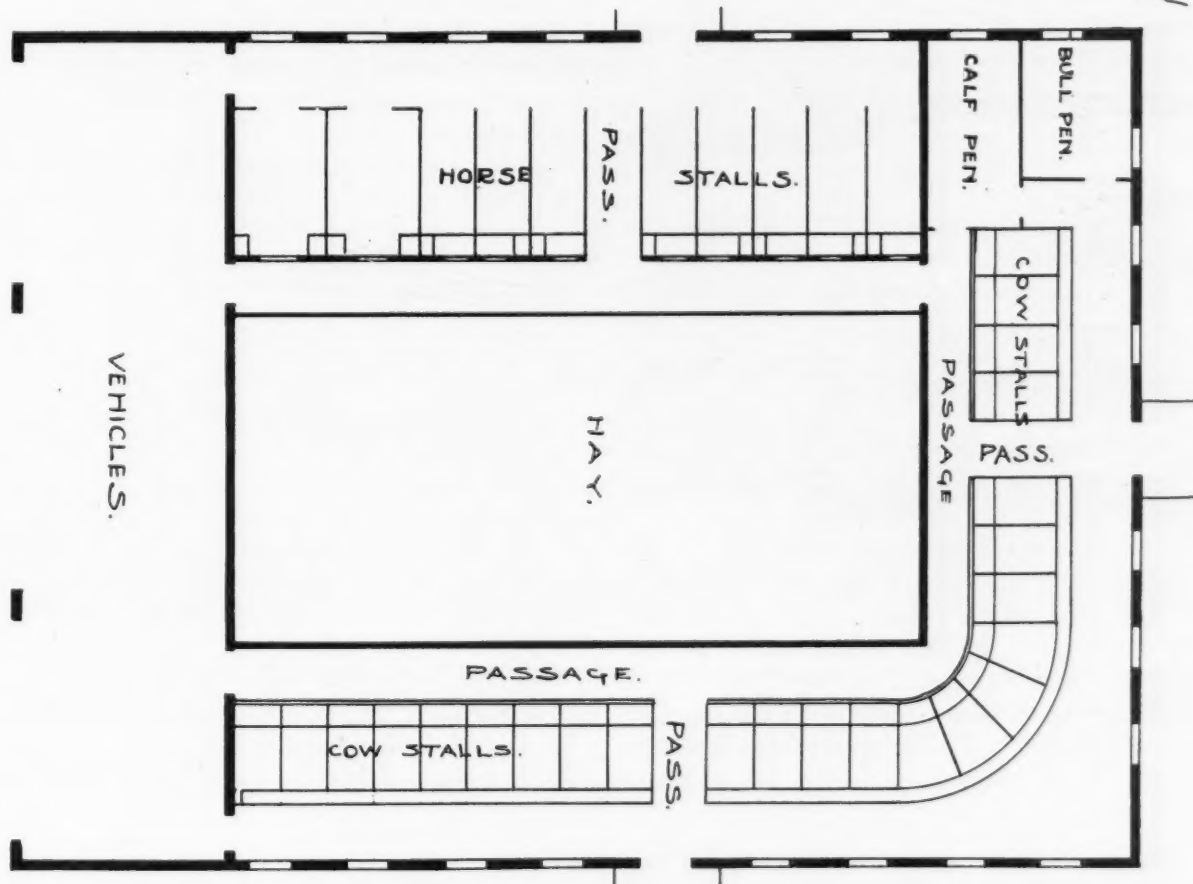 CALF PEN.
BULL PEN.
HORSE STALLS.
PASS.
COW STALLS
VEHICLES.
HAY.
PASSAGE
PASS.
PASSAGE.
COW STALLS.
PASS.